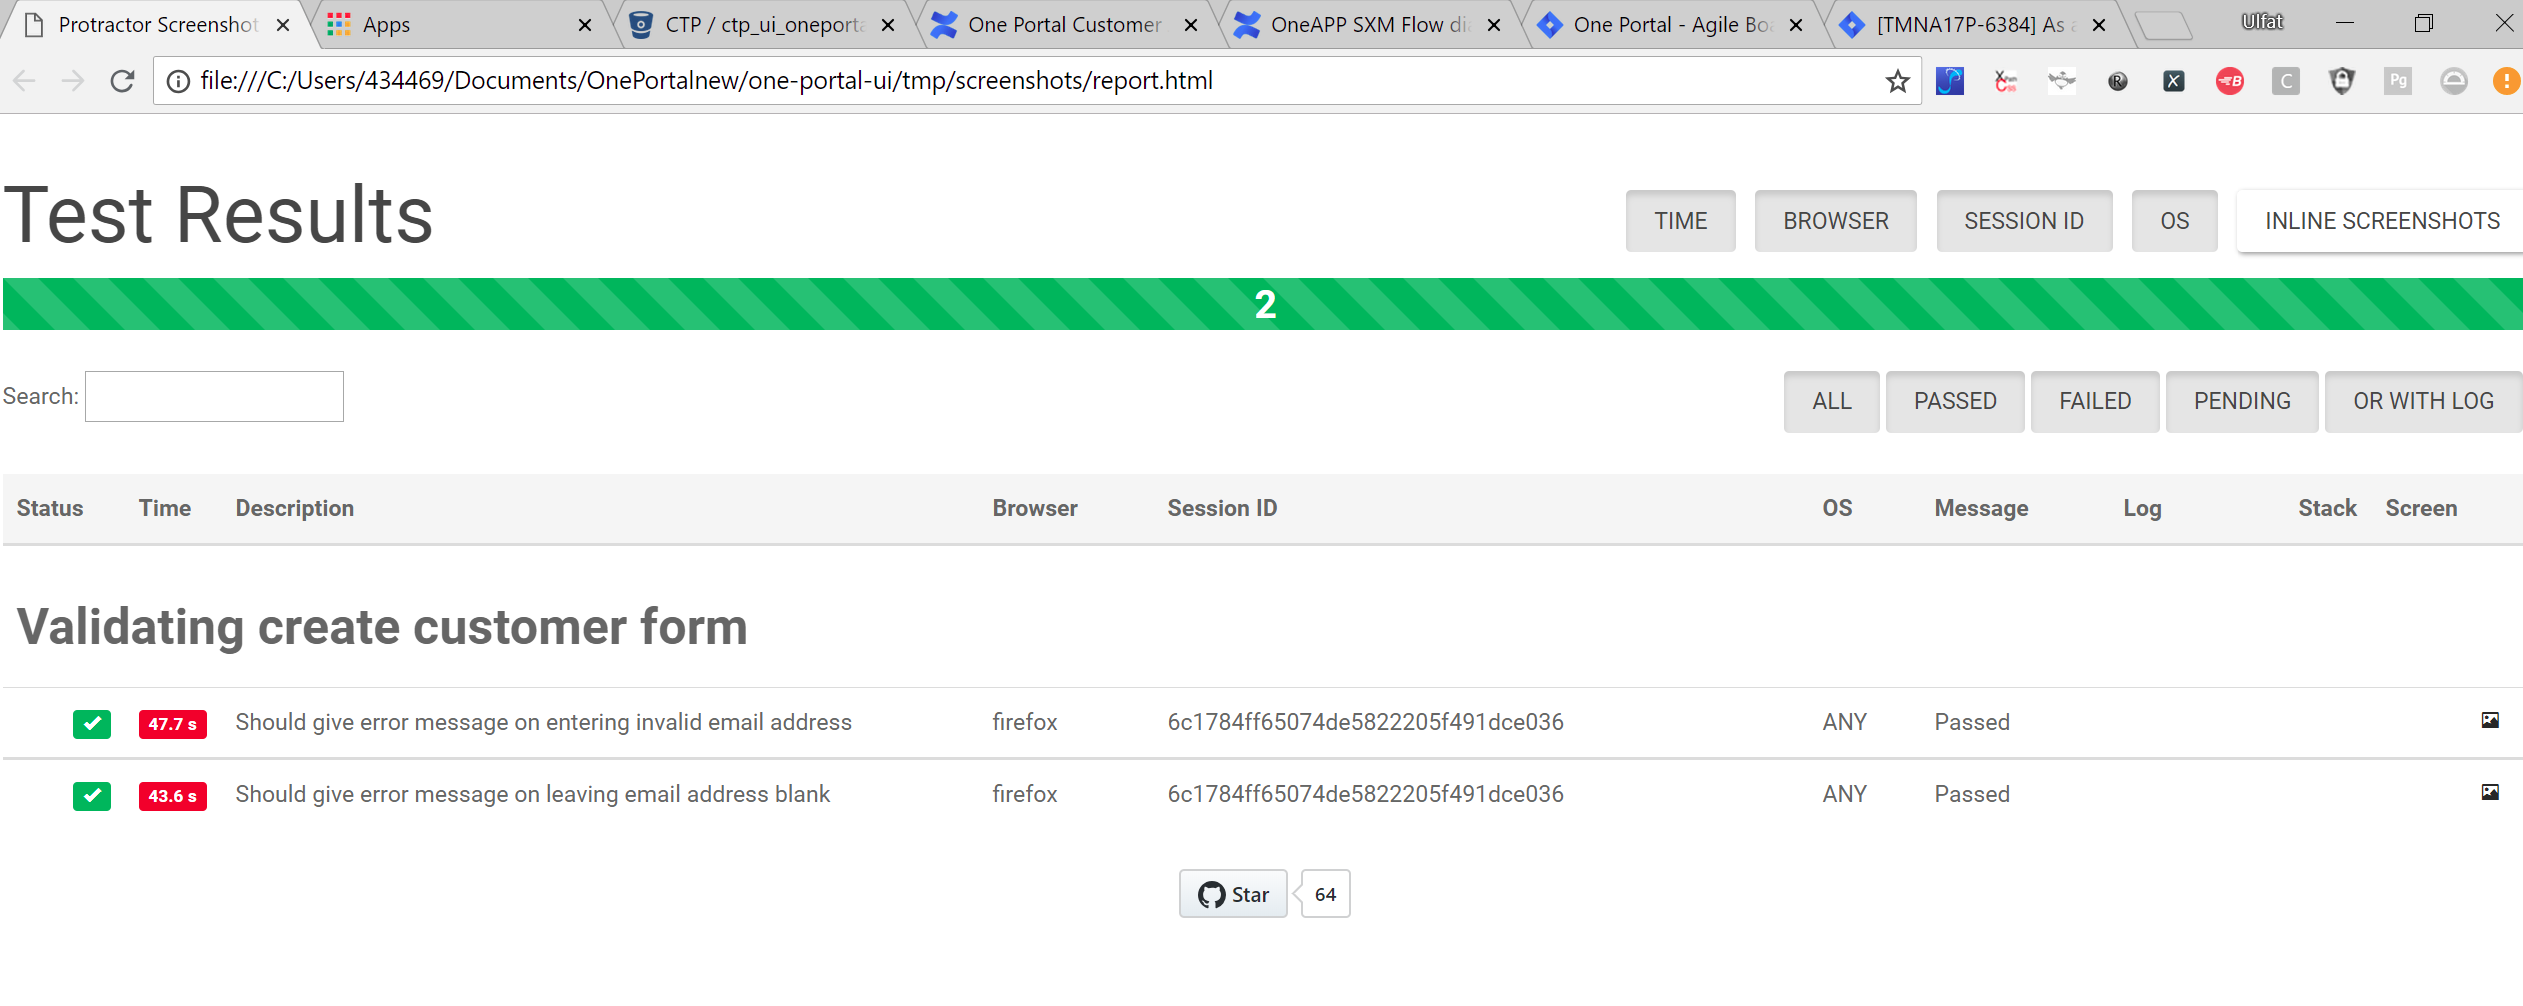 Protractor Screenshot
Apps
CTP / ctp_ui_oneporta
One Portal Customer
OneAPP SXM Flow dia
One Portal - Agile Boa
[TMNA17P-6384] As a
Ulfat
file:///C:/Users/434469/Documents/OnePortalnew/one-portal-ui/tmp/screenshots/report.html
Test Results
TIME BROWSER SESSION ID OS INLINE SCREENSHOTS
2
Search:
ALL PASSED FAILED PENDING OR WITH LOG
Status Time Description Browser Session ID OS Message Log Stack Screen
Validating create customer form
47.7 s Should give error message on entering invalid email address firefox 6c1784ff65074de5822205f491dce036 ANY Passed
43.6 s Should give error message on leaving email address blank firefox 6c1784ff65074de5822205f491dce036 ANY Passed
Star 64